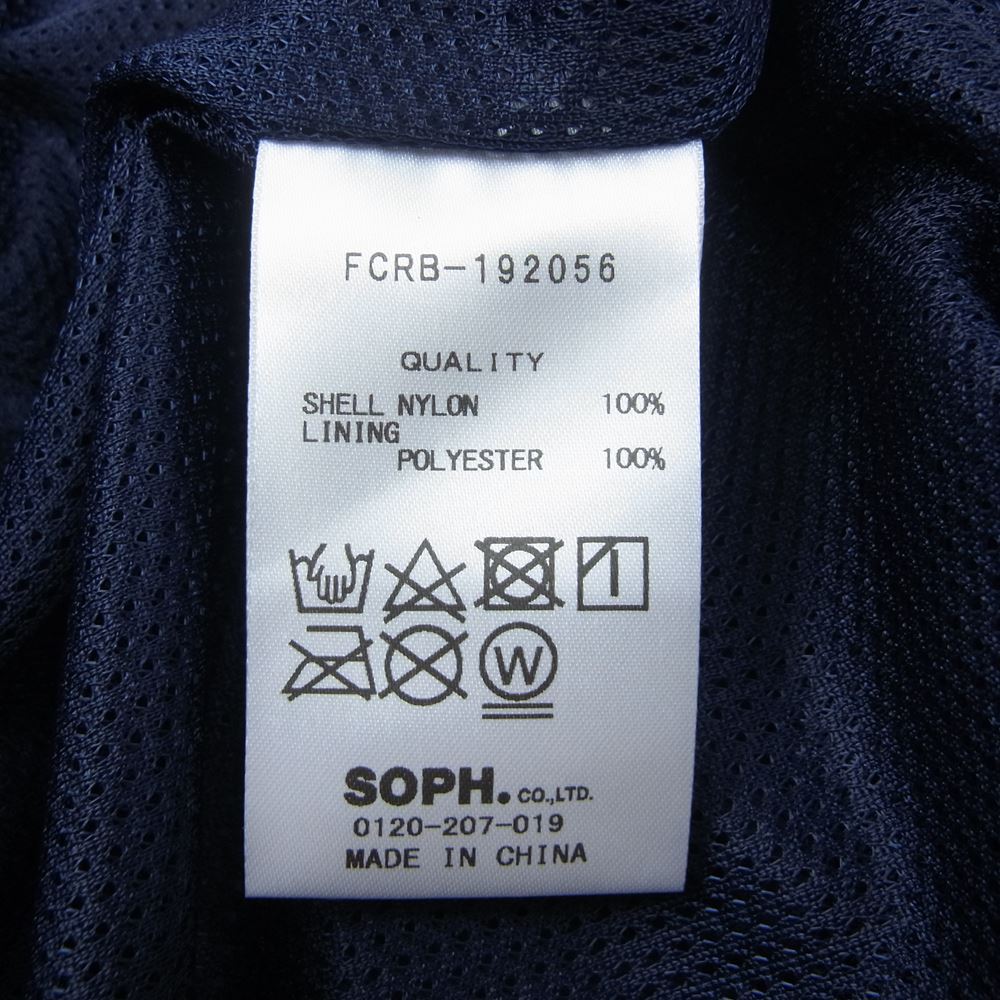 FCRB-192056
QUALITY
SHELL NYLON 100%
LINING
POLYESTER 100%
W
SOPH. CO.,LTD.
0120-207-019
MADE IN CHINA